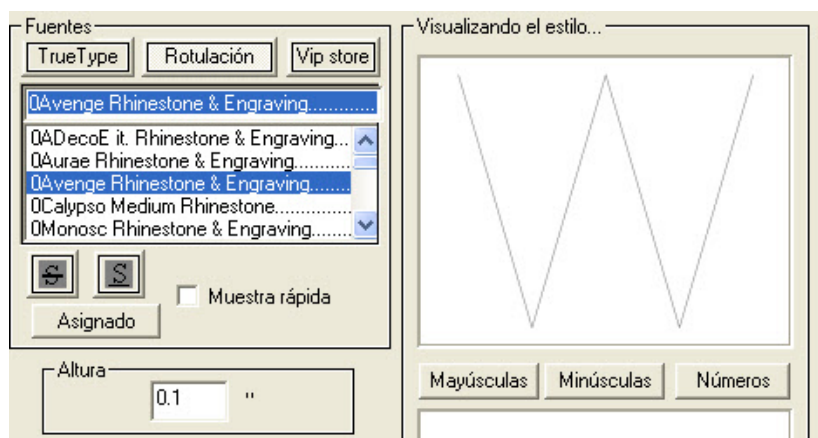 Fuentes
TrueType Rotulación Vip store
0Avenge Rhinestone & Engraving.............
0ADecoE it. Rhinestone & Engraving...
0Aurae Rhinestone & Engraving..........
0Avenge Rhinestone & Engraving........
0Calypso Medium Rhinestone...............
0Monosc Rhinestone & Engraving........
S S
Muestra rápida
Asignado
Altura
0.1 "
Visualizando el estilo...
W
Mayúsculas Minúsculas Números